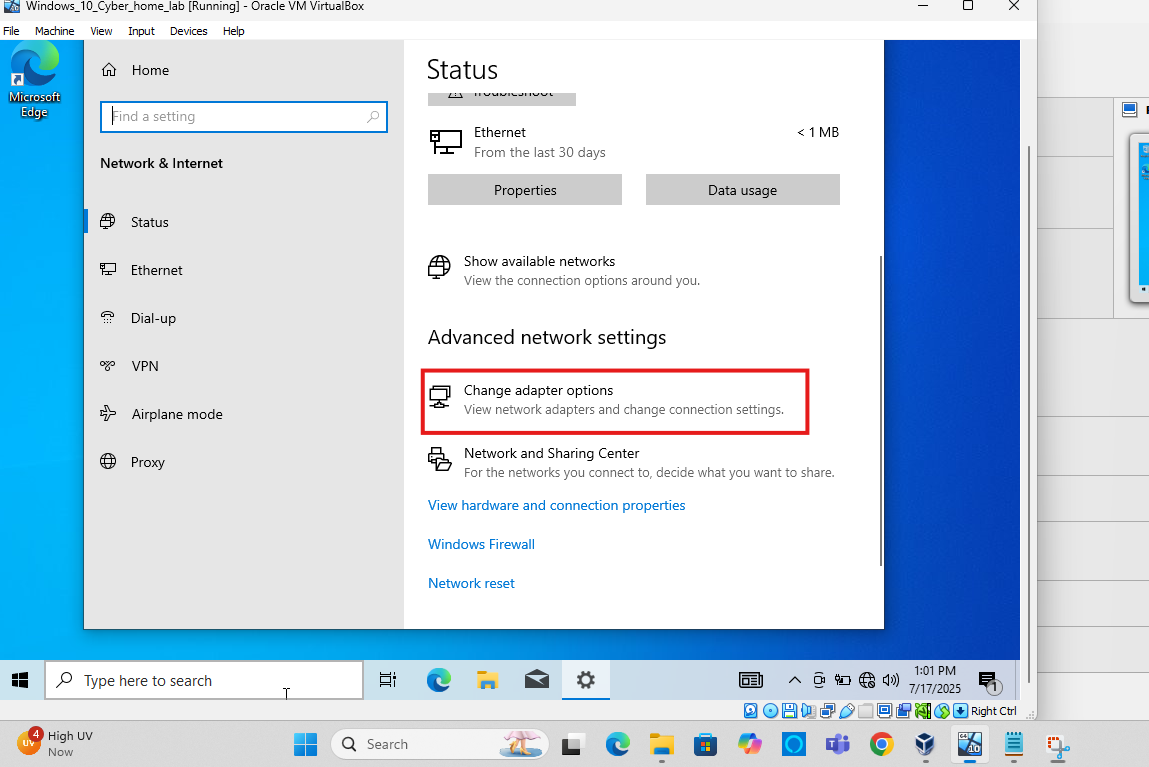 Windows_10_Cyber_home_lab [Running] - Oracle VM VirtualBox
File Machine View Input Devices Help
Microsoft
Edge
Home
Find a setting
Network & Internet
Status
Ethernet
Dial-up
VPN
Airplane mode
Proxy
Status
Troubleshoot
Ethernet
< 1 MB
From the last 30 days
Properties
Data usage
Show available networks
View the connection options around you.
Advanced network settings
Change adapter options
View network adapters and change connection settings.
Network and Sharing Center
For the networks you connect to, decide what you want to share.
View hardware and connection properties
Windows Firewall
Network reset
Type here to search
1:01 PM
7/17/2025
1
Right Ctrl
4
UV
High UV
Now
Search
64
10